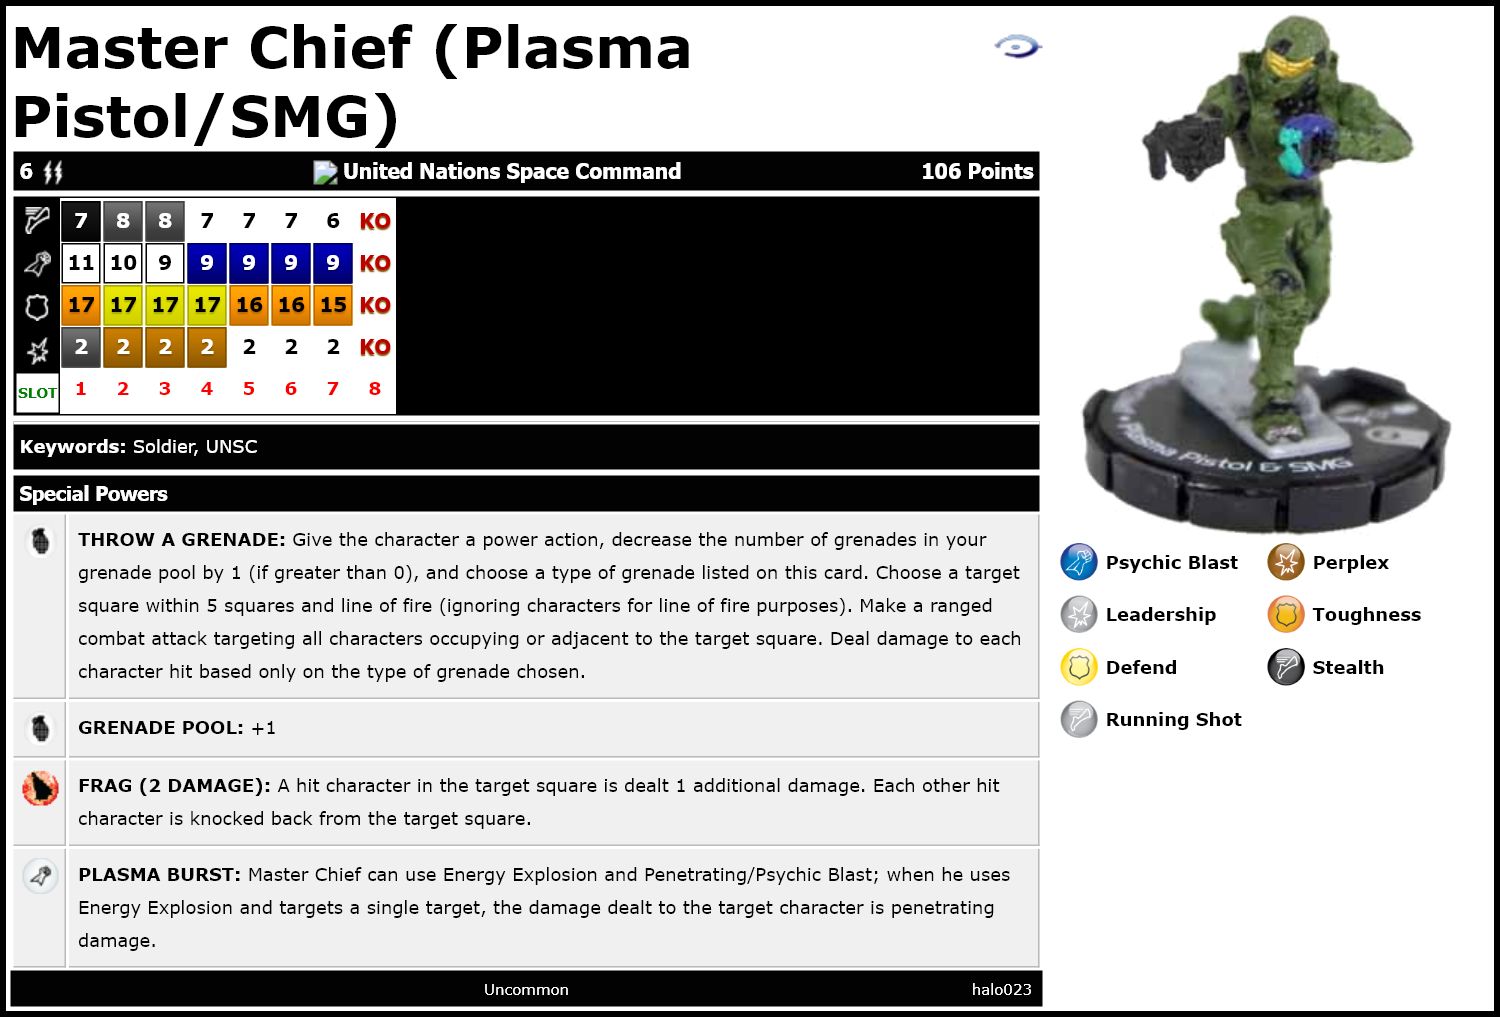 Master Chief (Plasma
Pistol/SMG)
6 United Nations Space Command 106 Points
7 8 8 7 7 7 6 KO
11 10 9 9 9 9 9 KO
17 17 17 17 16 16 15 KO
2 2 2 2 2 2 2 KO
SLOT 1 2 3 4 5 6 7 8
Keywords: Soldier, UNSC
Special Powers
THROW A GRENADE: Give the character a power action, decrease the number of grenades in your
grenade pool by 1 (if greater than 0), and choose a type of grenade listed on this card. Choose a target
square within 5 squares and line of fire (ignoring characters for line of fire purposes). Make a ranged
combat attack targeting all characters occupying or adjacent to the target square. Deal damage to each
character hit based only on the type of grenade chosen.
GRENADE POOL: +1
FRAG (2 DAMAGE): A hit character in the target square is dealt 1 additional damage. Each other hit
character is knocked back from the target square.
PLASMA BURST: Master Chief can use Energy Explosion and Penetrating/Psychic Blast; when he uses
Energy Explosion and targets a single target, the damage dealt to the target character is penetrating
damage.
Uncommon halo023
Plasma Pistol & SMG
Psychic Blast Perplex
Leadership Toughness
Defend Stealth
Running Shot